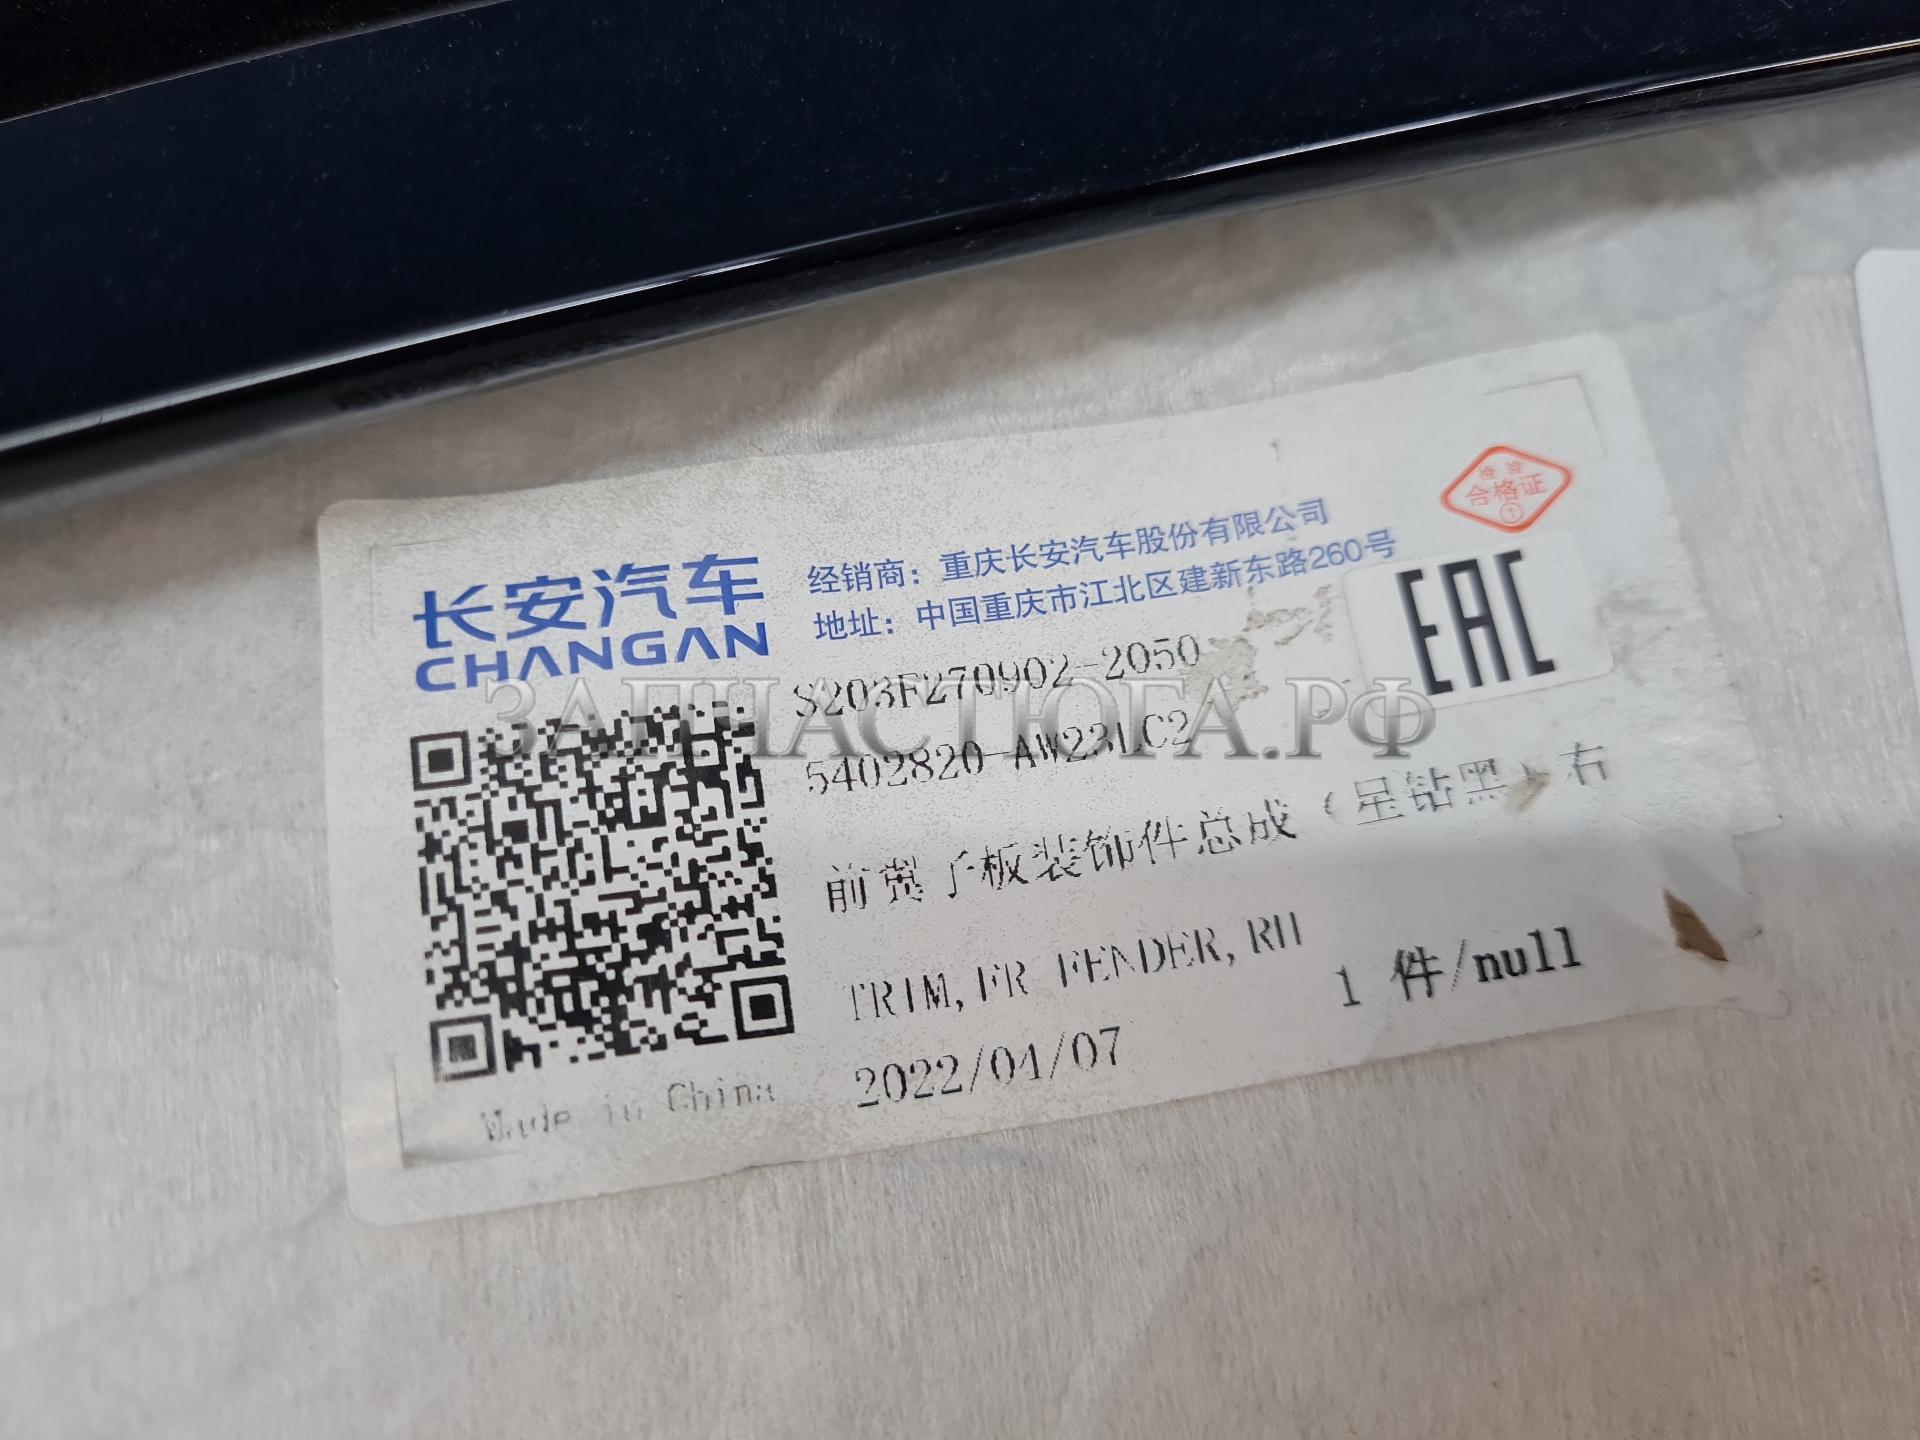 检验
合格证
①
长安汽车
CHANGAN
经销商：重庆长安汽车股份有限公司
地址：中国重庆市江北区建新东路260号
EAC
S203F270902-2050
5402820-AW23LC2
ЗАПЧАСТЮГА.РФ
前翼子板装饰件总成（星钻黑）右
TRIM, FR FENDER, RH
1 件/null
2022/01/07
Made in China